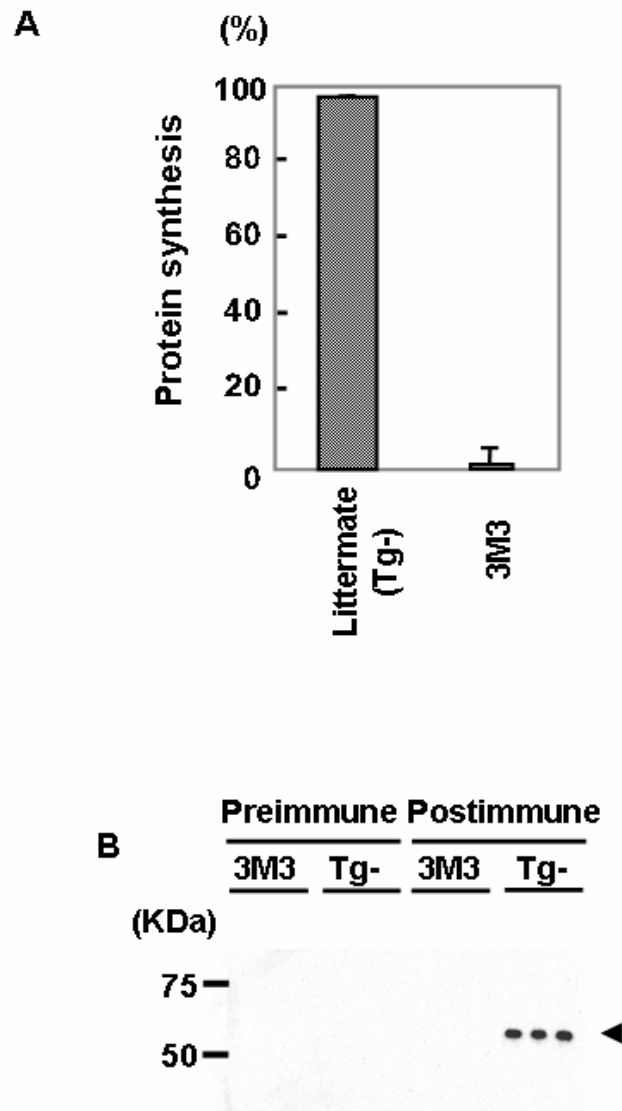 A
(%)
100
80
60
40
20
0
Protein synthesis
Littermate
(Tg-)
3M3
B
Preimmune Postimmune
3M3 Tg- 3M3 Tg-
(KDa)
75
50